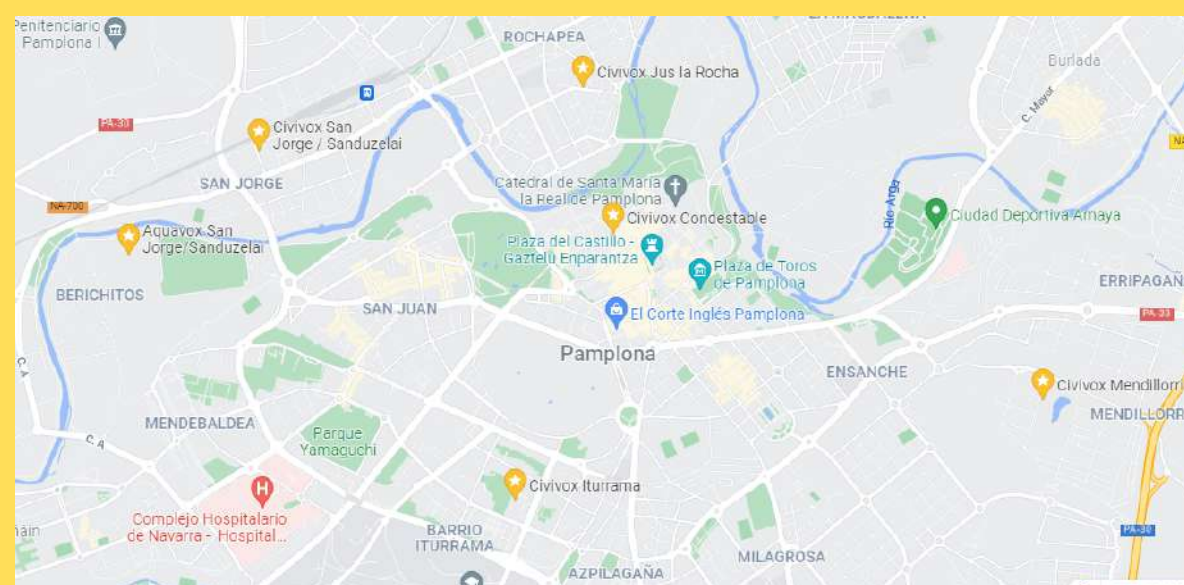 Penitenciario
Pamplona I
ROCHAPEA
Civivox Jus la Rocha
Burlada
C. Mayor
PA-30
Civivox San
Jorge / Sanduzelai
SAN JORGE
NA-700
Catedral de Santa María
la Real de Pamplona
Río Arga
Civivox Condestable
Ciudad Deportiva Amaya
Aquavox San
Jorge/Sanduzelai
Plaza del Castillo -
Gaztelu Enparantza
Plaza de Toros
de Pamplona
BERICHITOS
SAN JUAN
ERRIPAGAÑ
El Corte Inglés Pamplona
PA-33
Pamplona
ENSANCHE
C. A
Civivox Mendillorri
MENDEBALDEA
MENDILLORR
Parque
Yamaguchi
C. A
Civivox Iturrama
Complejo Hospitalario
de Navarra - Hospital...
BARRIO
ITURRAMA
PA-30
MILAGROSA
AZPILAGAÑA